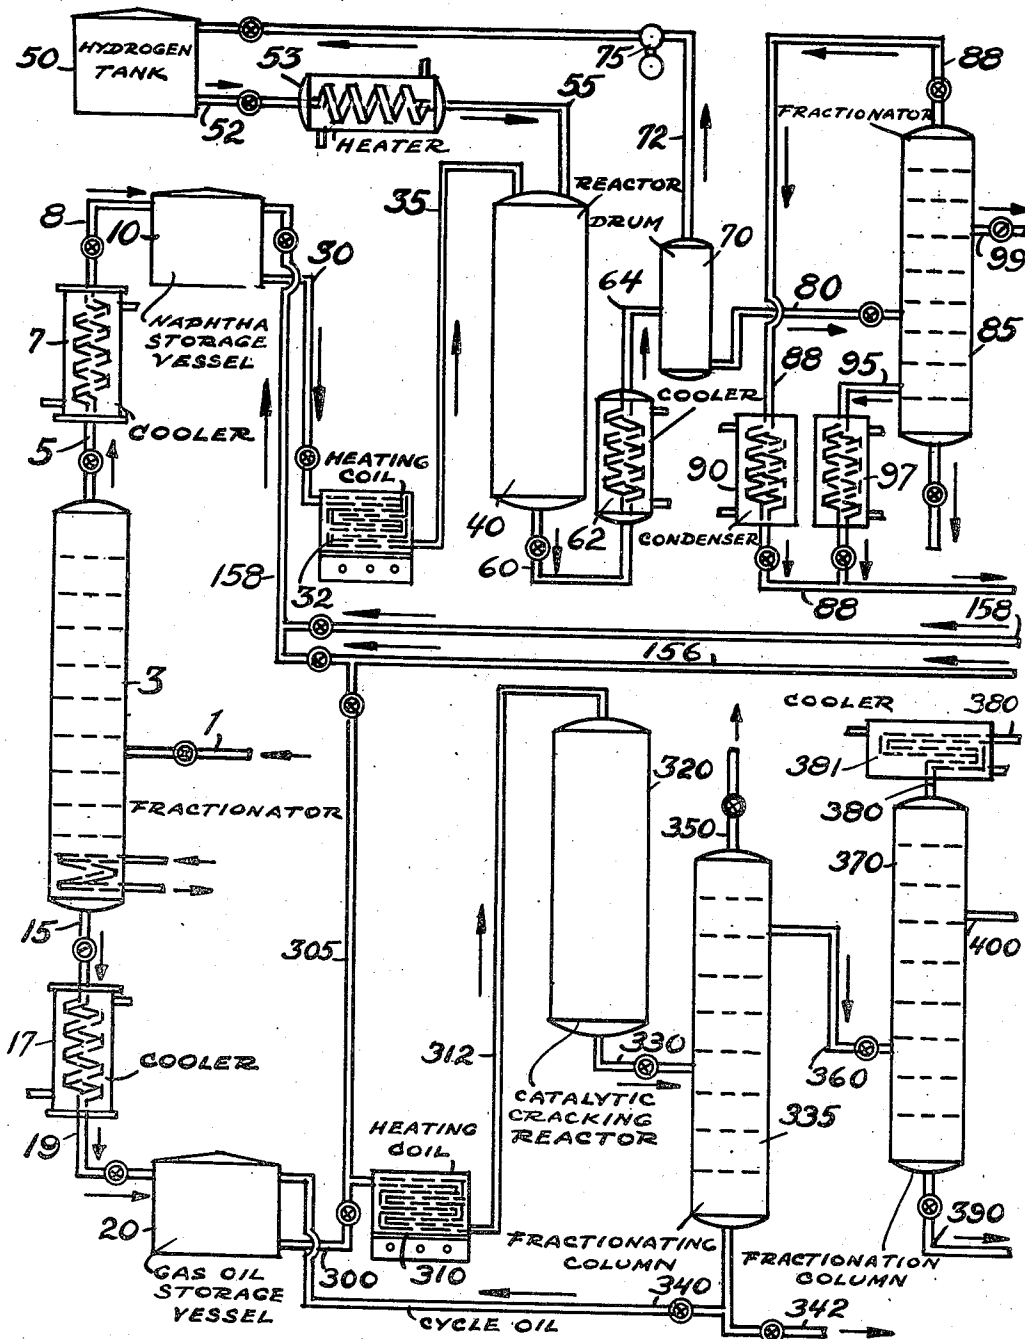 HYDROGEN
TANK
50
53
52
HEATER
55
75
72
88
FRACTIONATOR
8
10
NAPHTHA
STORAGE
VESSEL
30
35
REACTOR
DRUM
70
64
80
99
85
7
COOLER
5
HEATING
COIL
32
40
60
62
COOLER
88
90
CONDENSER
95
97
88
158
158
156
3
1
FRACTIONATOR
15
17
COOLER
19
20
GAS OIL
STORAGE
VESSEL
305
300
HEATING
COIL
310
312
320
CATALYTIC
CRACKING
REACTOR
330
350
335
FRACTIONATING
COLUMN
340
342
CYCLE OIL
COOLER
380
381
380
370
400
360
390
FRACTIONATION
COLUMN